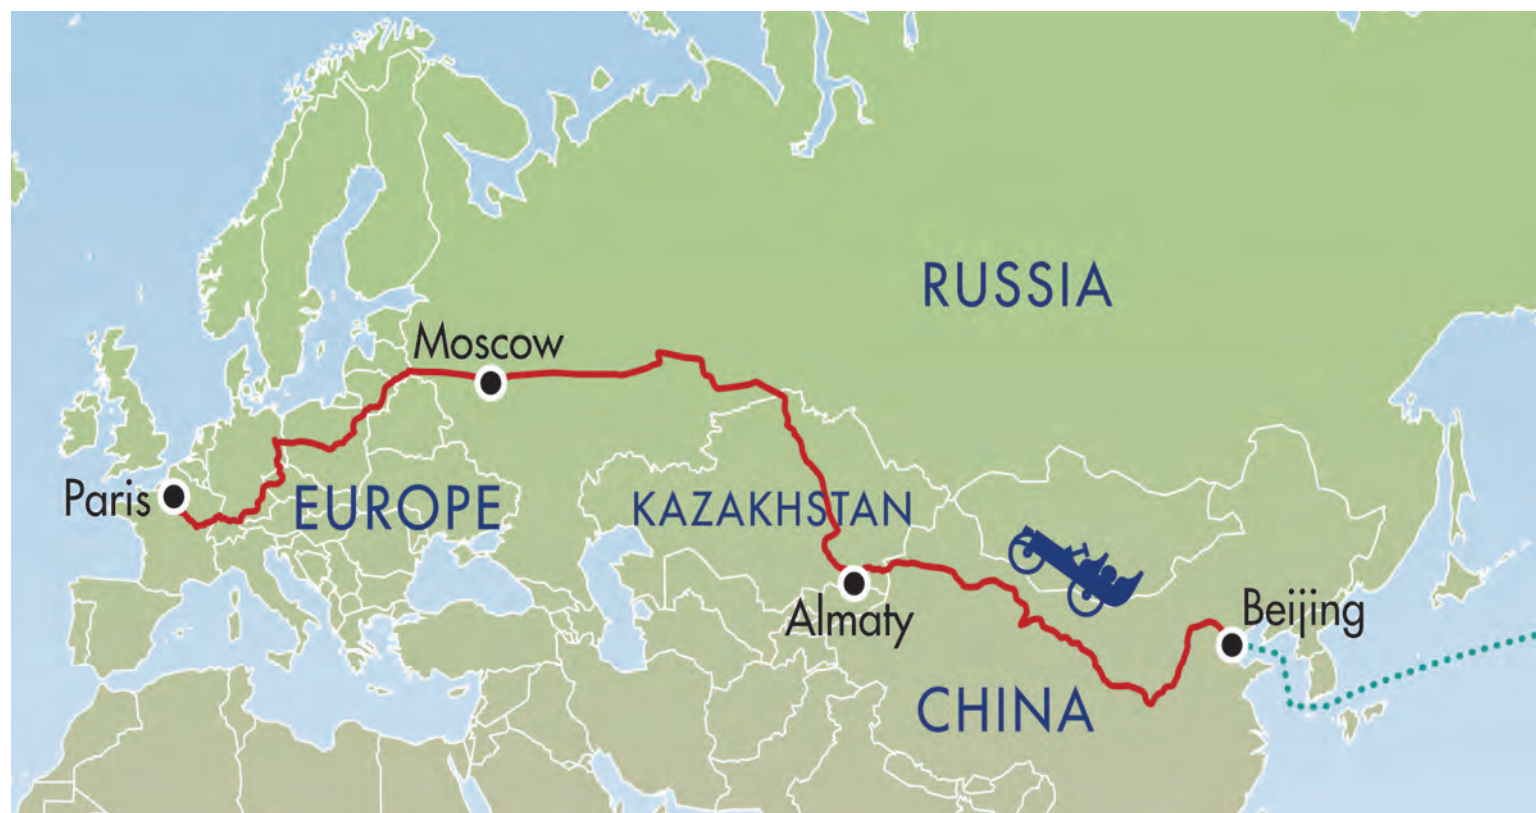 RUSSIA
Moscow
Paris
EUROPE
KAZAKHSTAN
Almaty
Beijing
CHINA